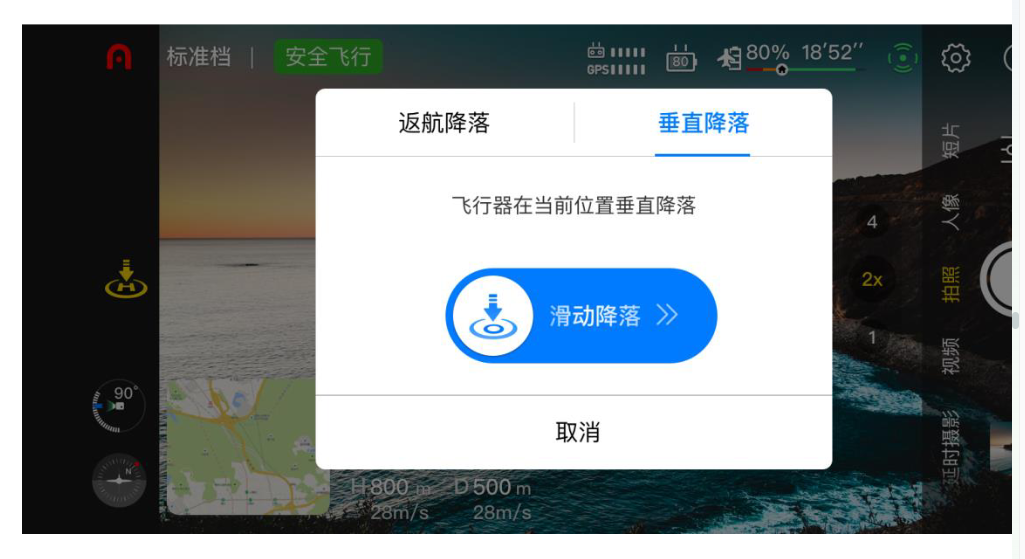 标准档 | 安全飞行
GPS
80
80% 18′52″
返航降落
垂直降落
飞行器在当前位置垂直降落
滑动降落
取消
4
2x
1
短片
人像
拍照
视频
延时摄影
90°
N
H 800 m D 500 m
28m/s 28m/s